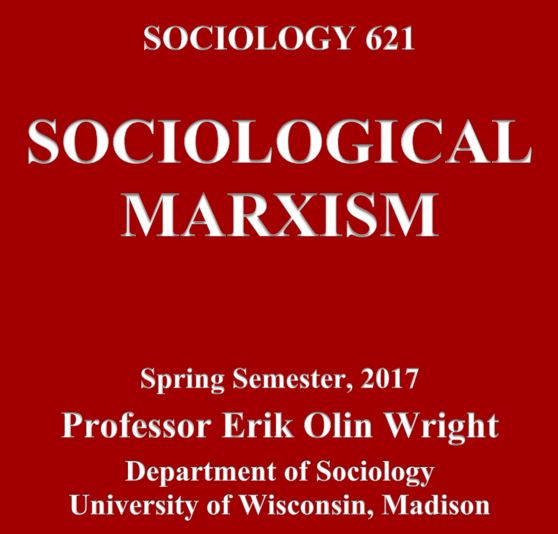 SOCIOLOGY 621
SOCIOLOGICAL
MARXISM
Spring Semester, 2017
Professor Erik Olin Wright
Department of Sociology
University of Wisconsin, Madison